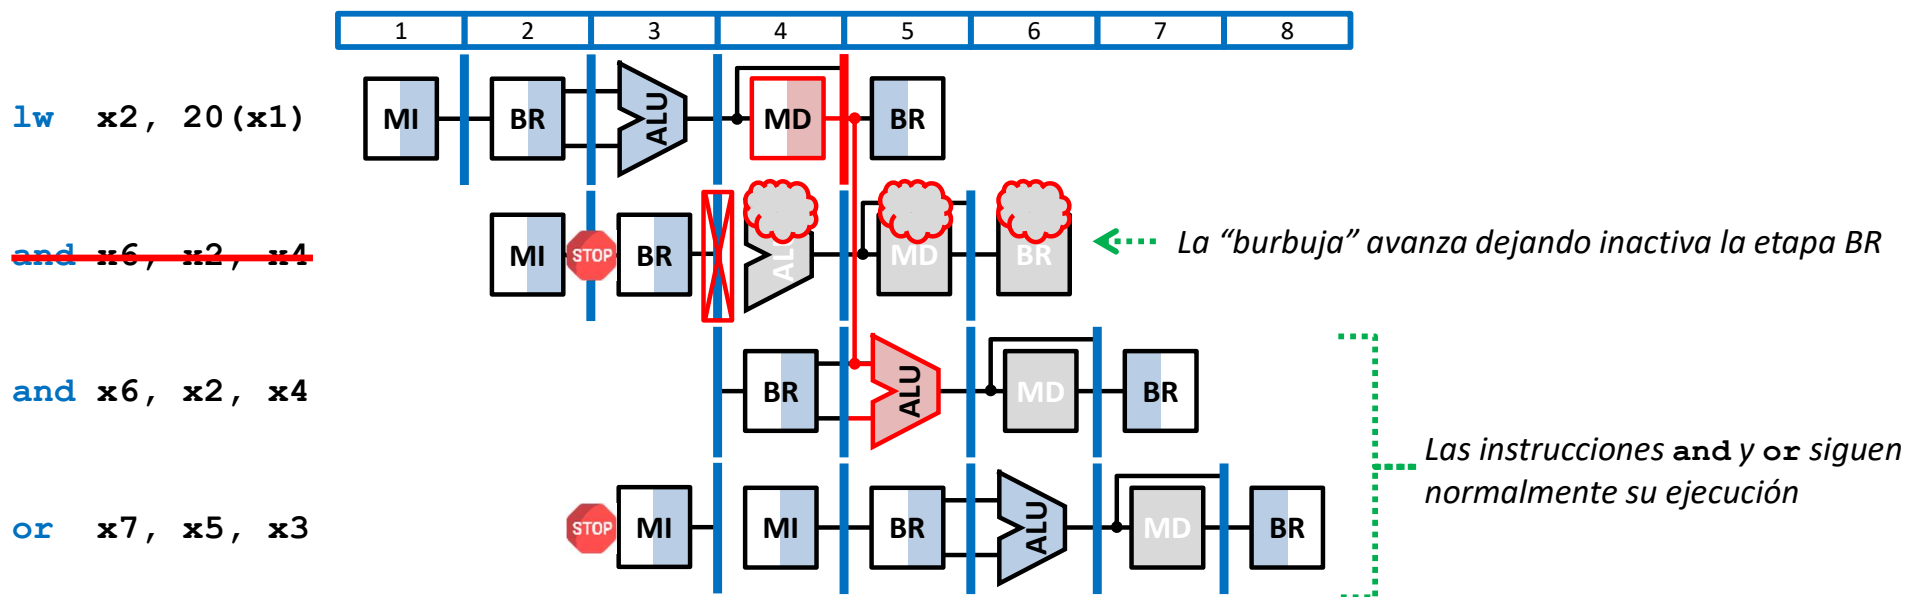 1 2 3 4 5 6 7 8
lw x2, 20(x1) MI BR ALU MD BR
and x6, x2, x4 MI STOP BR ALU MD BR La “burbuja” avanza dejando inactiva la etapa BR
and x6, x2, x4 BR ALU MD BR
Las instrucciones and y or siguen
normalmente su ejecución
or x7, x5, x3 STOP MI MI BR ALU MD BR